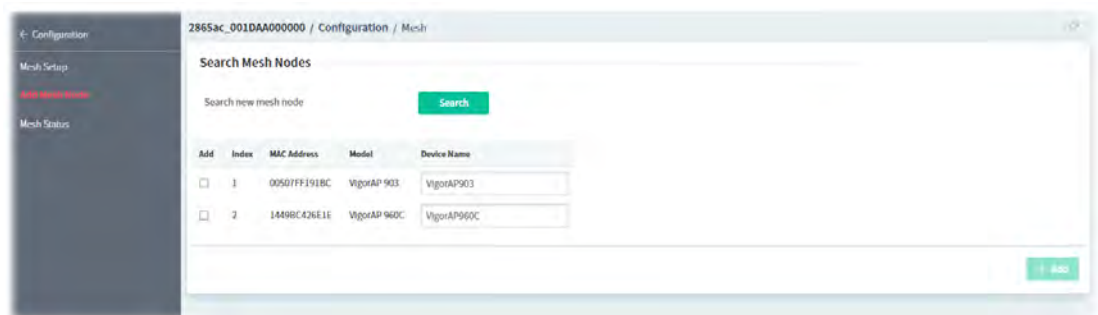 ← Configuration
2865ac_001DAA000000 / Configuration / Mesh
Mesh Setup
Mesh Status
Search Mesh Nodes
Search new mesh node
Search
Add Index MAC Address Model Device Name
1 00507FF191BC VigorAP 903 VigorAP903
2 1449BC426E1E VigorAP 960C VigorAP960C
+ Add